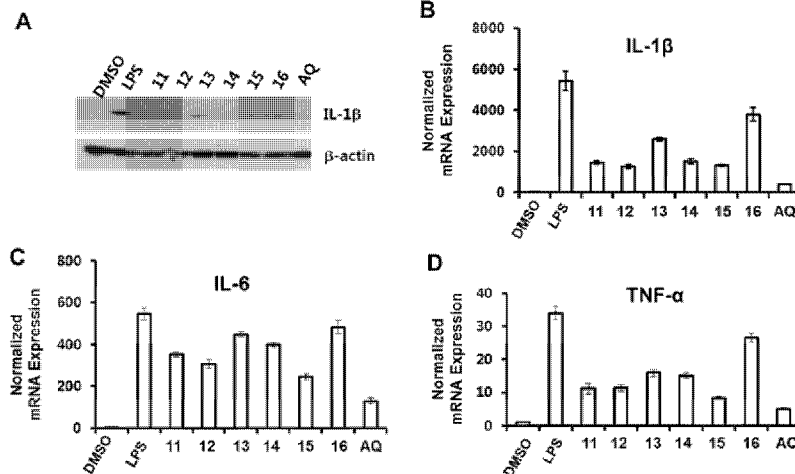 A
DMSO LPS 11 12 13 14 15 16 AQ
IL-1β
β-actin
B
IL-1β
Normalized
mRNA Expression
8000
6000
4000
2000
0
DMSO LPS 11 12 13 14 15 16 AQ
C
IL-6
Normalized
mRNA Expression
800
600
400
200
0
DMSO LPS 11 12 13 14 15 16 AQ
D
TNF-α
Normalized
mRNA Expression
40
30
20
10
0
DMSO LPS 11 12 13 14 15 16 AQ